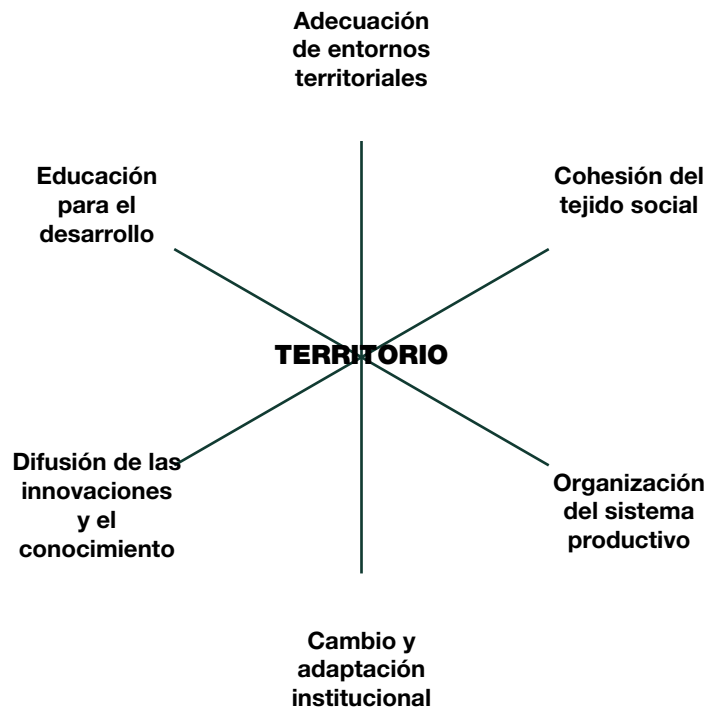 Adecuación
de entornos
territoriales
Educación
para el
desarrollo
Cohesión del
tejido social
TERRITORIO
Difusión de las
innovaciones
y el
conocimiento
Organización
del sistema
productivo
Cambio y
adaptación
institucional